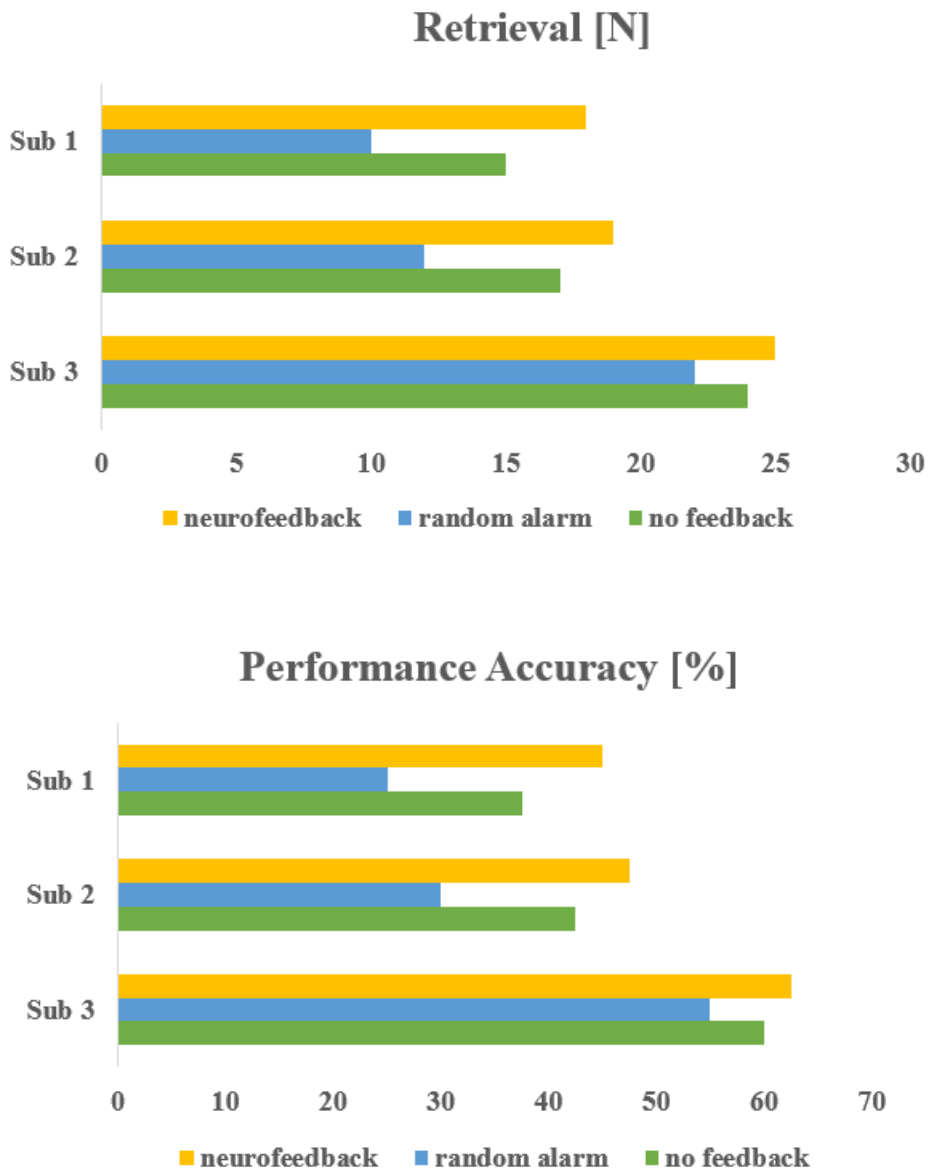 Retrieval [N]
Sub 1
Sub 2
Sub 3
0 5 10 15 20 25 30
neurofeedback random alarm no feedback
Performance Accuracy [%]
Sub 1
Sub 2
Sub 3
0 10 20 30 40 50 60 70
neurofeedback random alarm no feedback